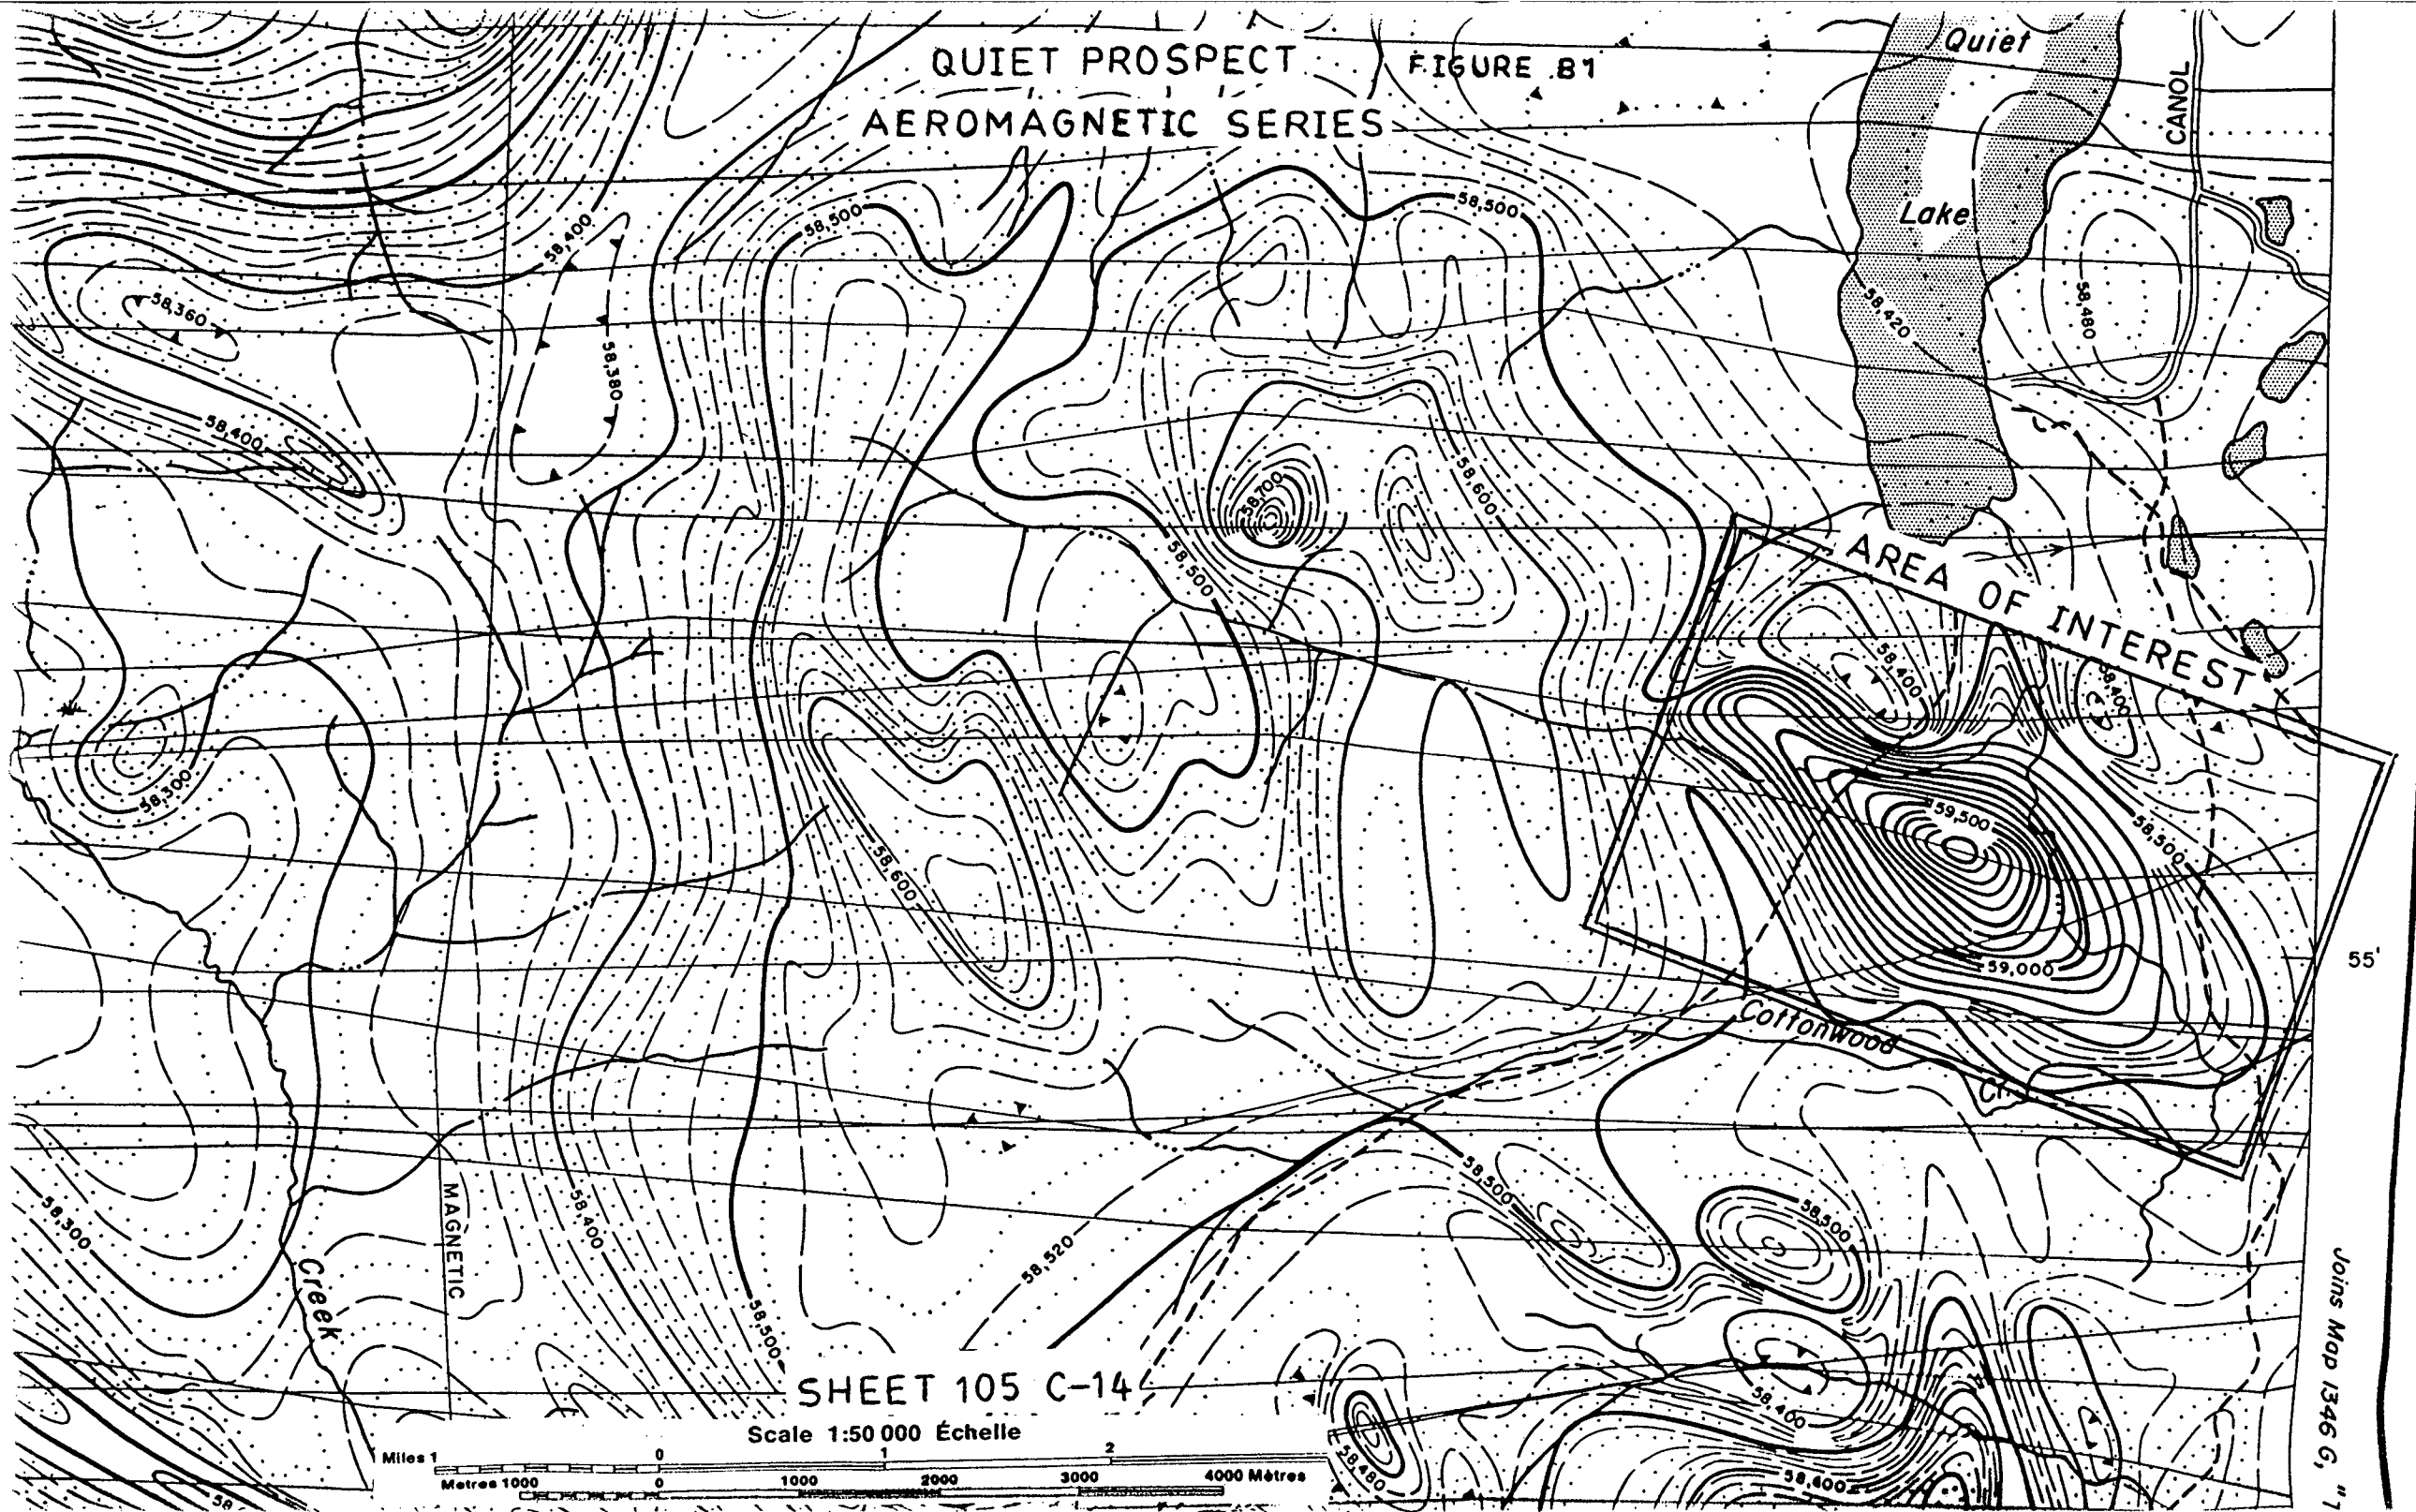 QUIET PROSPECT
FIGURE .B1
AEROMAGNETIC SERIES
Quiet
Lake
CANOL
58,500
58,500
58,400
58,360
58,380
58,420
58,480
58,400
58,700
58,600
58,500
AREA OF INTEREST
58,400
58,400
58,300
59,500
58,500
58,600
59,000
55'
Cottonwood
Cr.
58,300
MAGNETIC
58,400
58,520
58,500
58,500
Creek
58,500
Joins Map 1346 G,
SHEET 105 C-14
58,400
Scale 1:50 000 Échelle
Miles 1 0 1 2
Metres 1000 0 1000 2000 3000 4000 Mètres
58,480